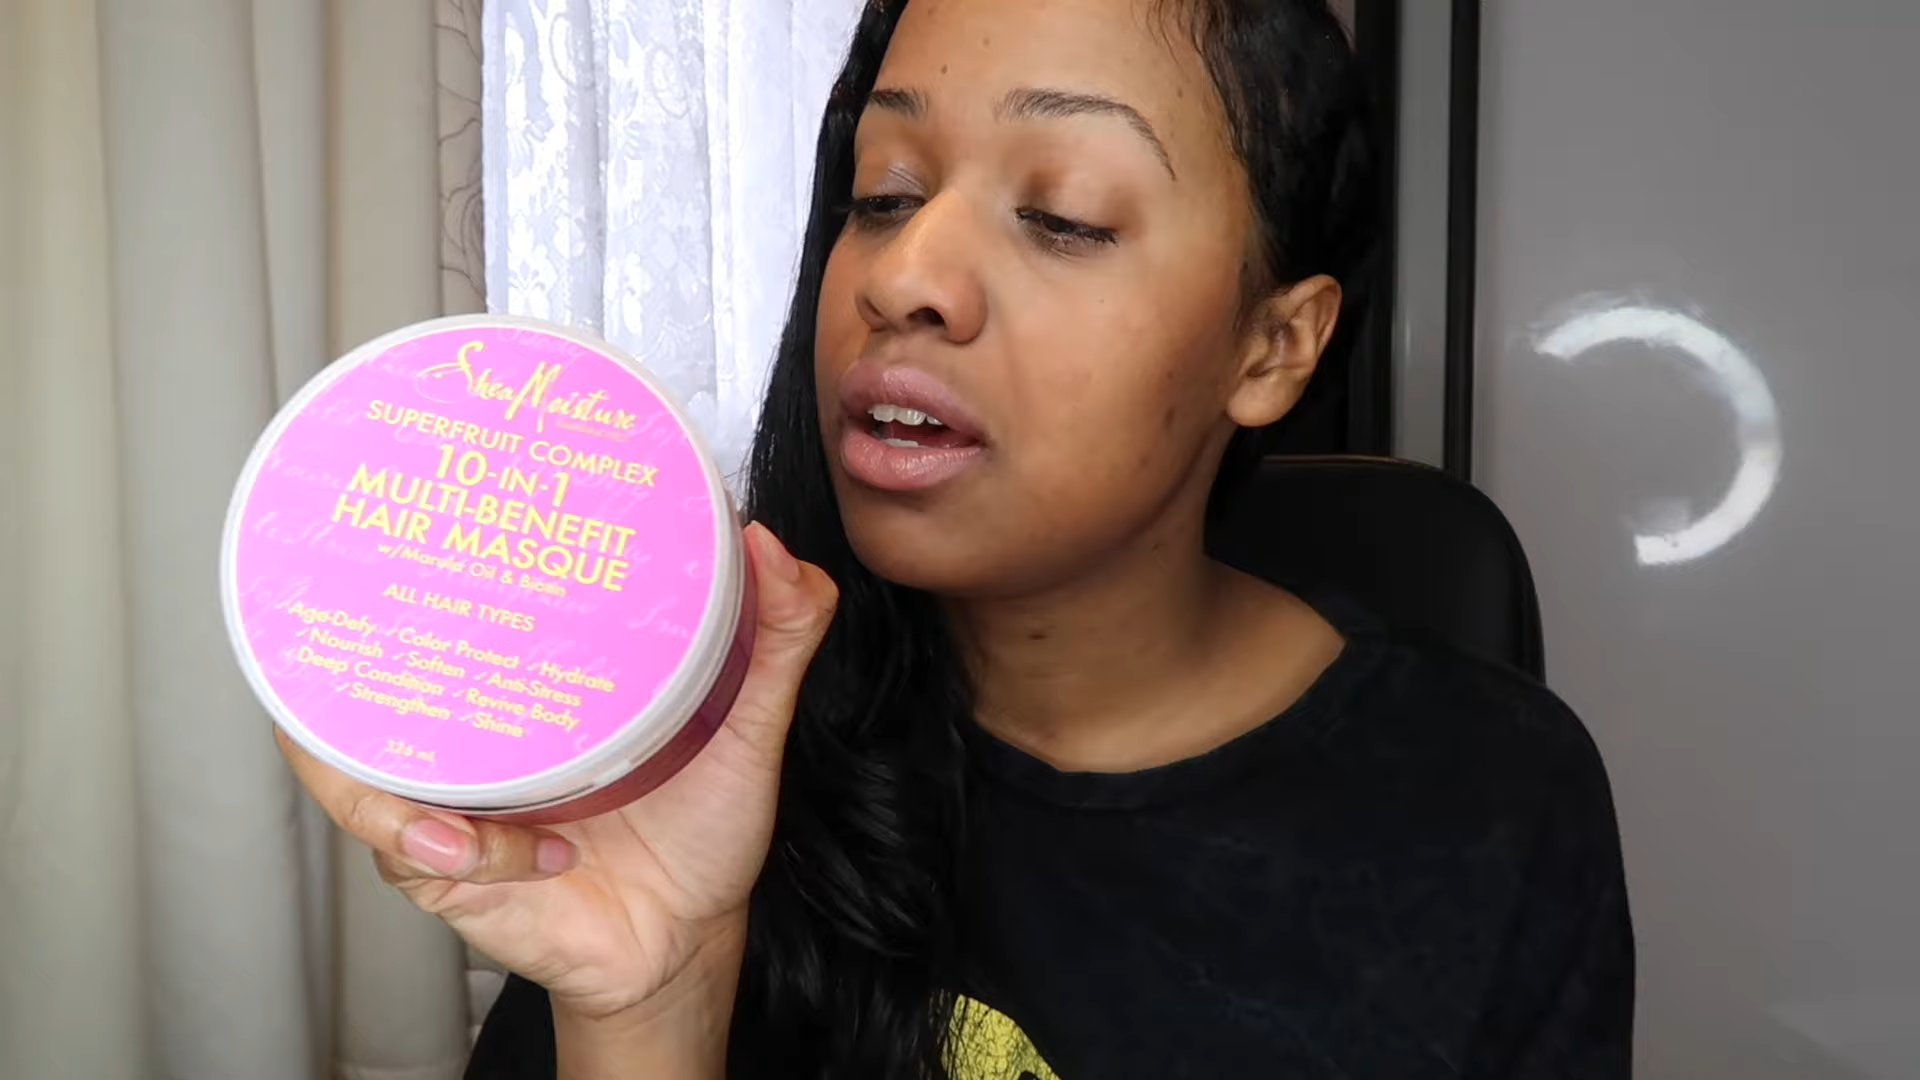 SheaMoisture
SUPERFRUIT COMPLEX
10-IN-1
MULTI-BENEFIT
HAIR MASQUE
w/Marula Oil & Biotin
ALL HAIR TYPES
Age-Defy ✓Color Protect ✓Hydrate
✓Nourish ✓Soften ✓Anti-Stress
Deep Condition ✓Revive Body
✓Strengthen ✓Shine
326 mL